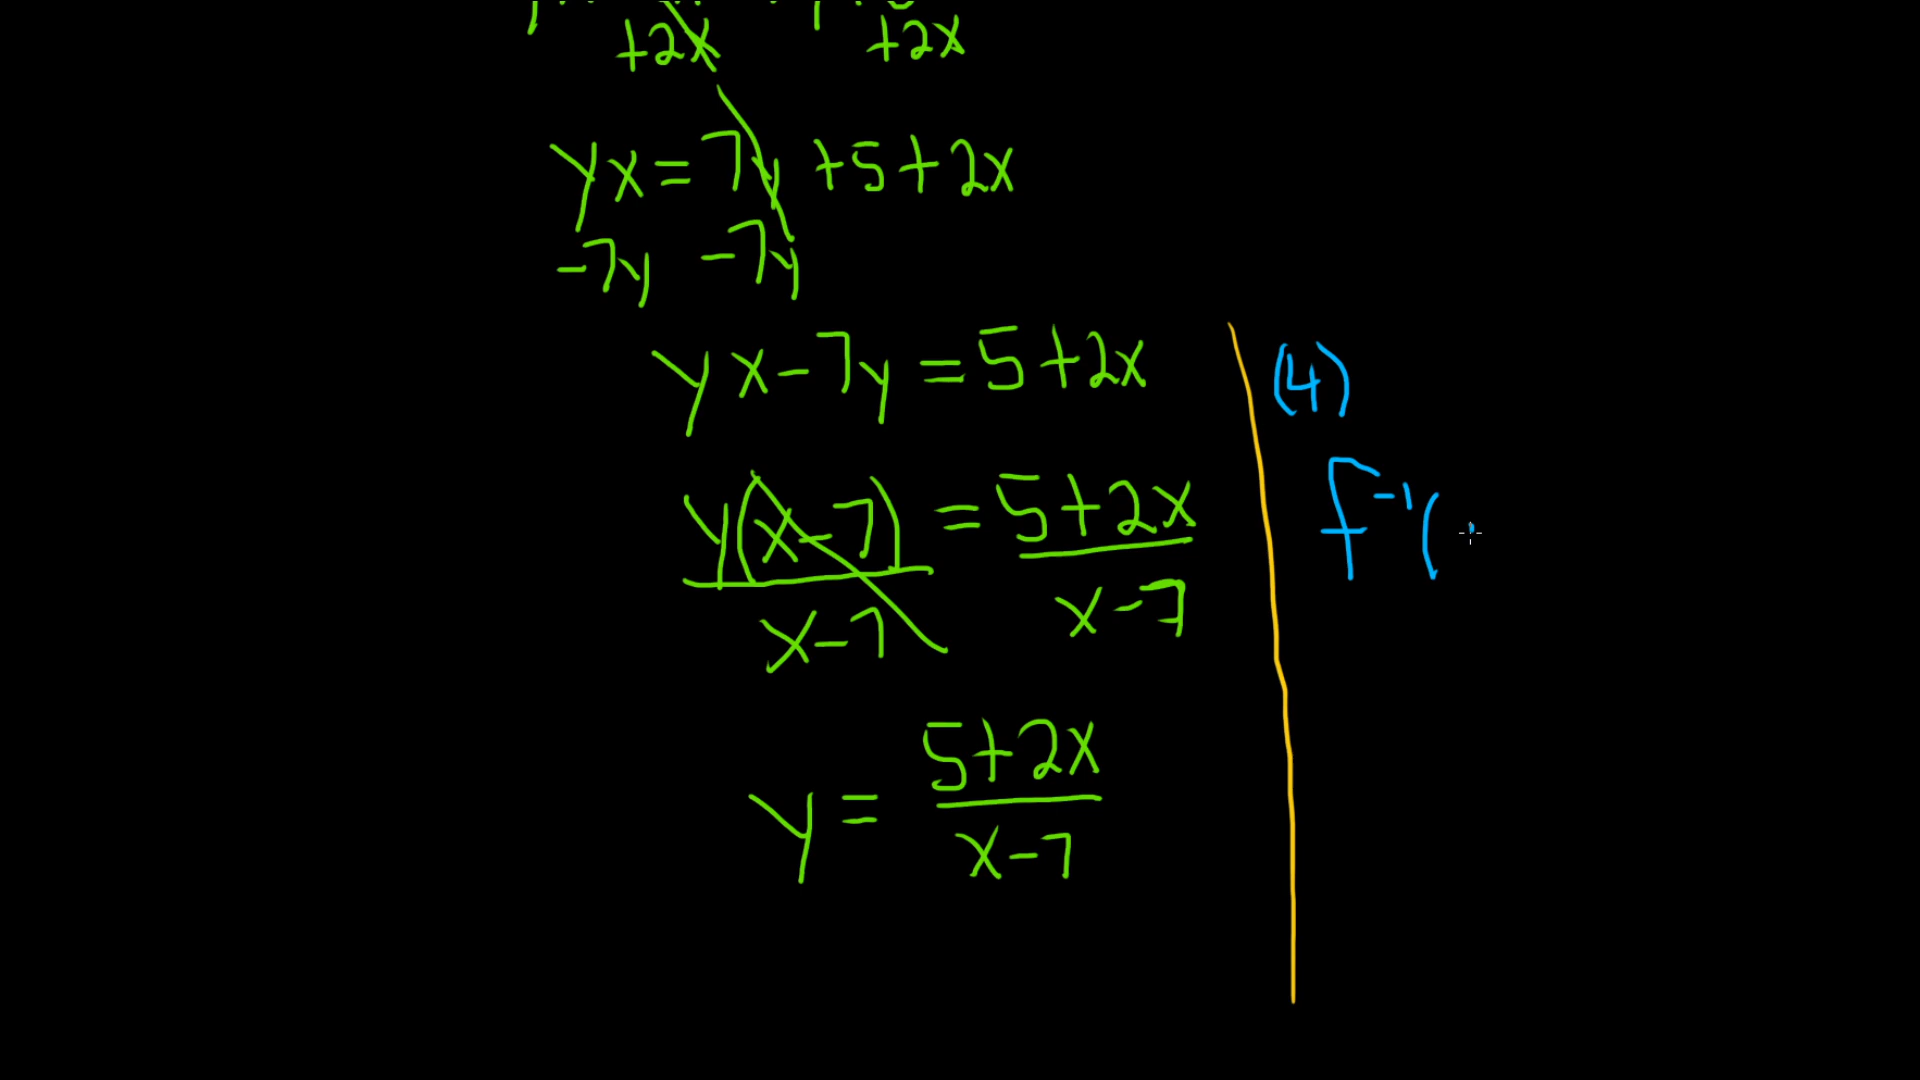 +2x +2x
yx = 7y + 5 + 2x
-7y -7y
yx - 7y = 5 + 2x
y(x - 7) = 5 + 2x
x - 7 x - 7
y = 5 + 2x
x - 7
(4)
f⁻¹(